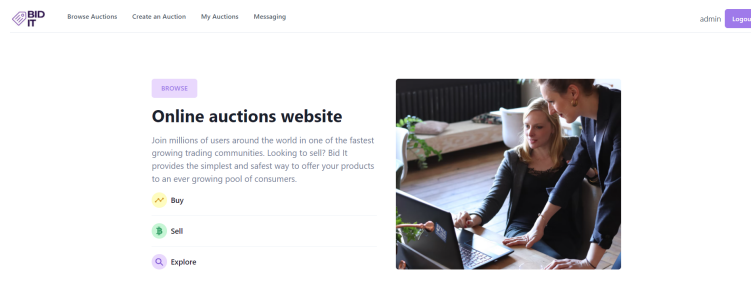 BID
IT
Browse Auctions Create an Auction My Auctions Messaging admin Logout
BROWSE
Online auctions website
Join millions of users around the world in one of the fastest
growing trading communities. Looking to sell? Bid It
provides the simplest and safest way to offer your products
to an ever growing pool of consumers.
Buy
Sell
Explore